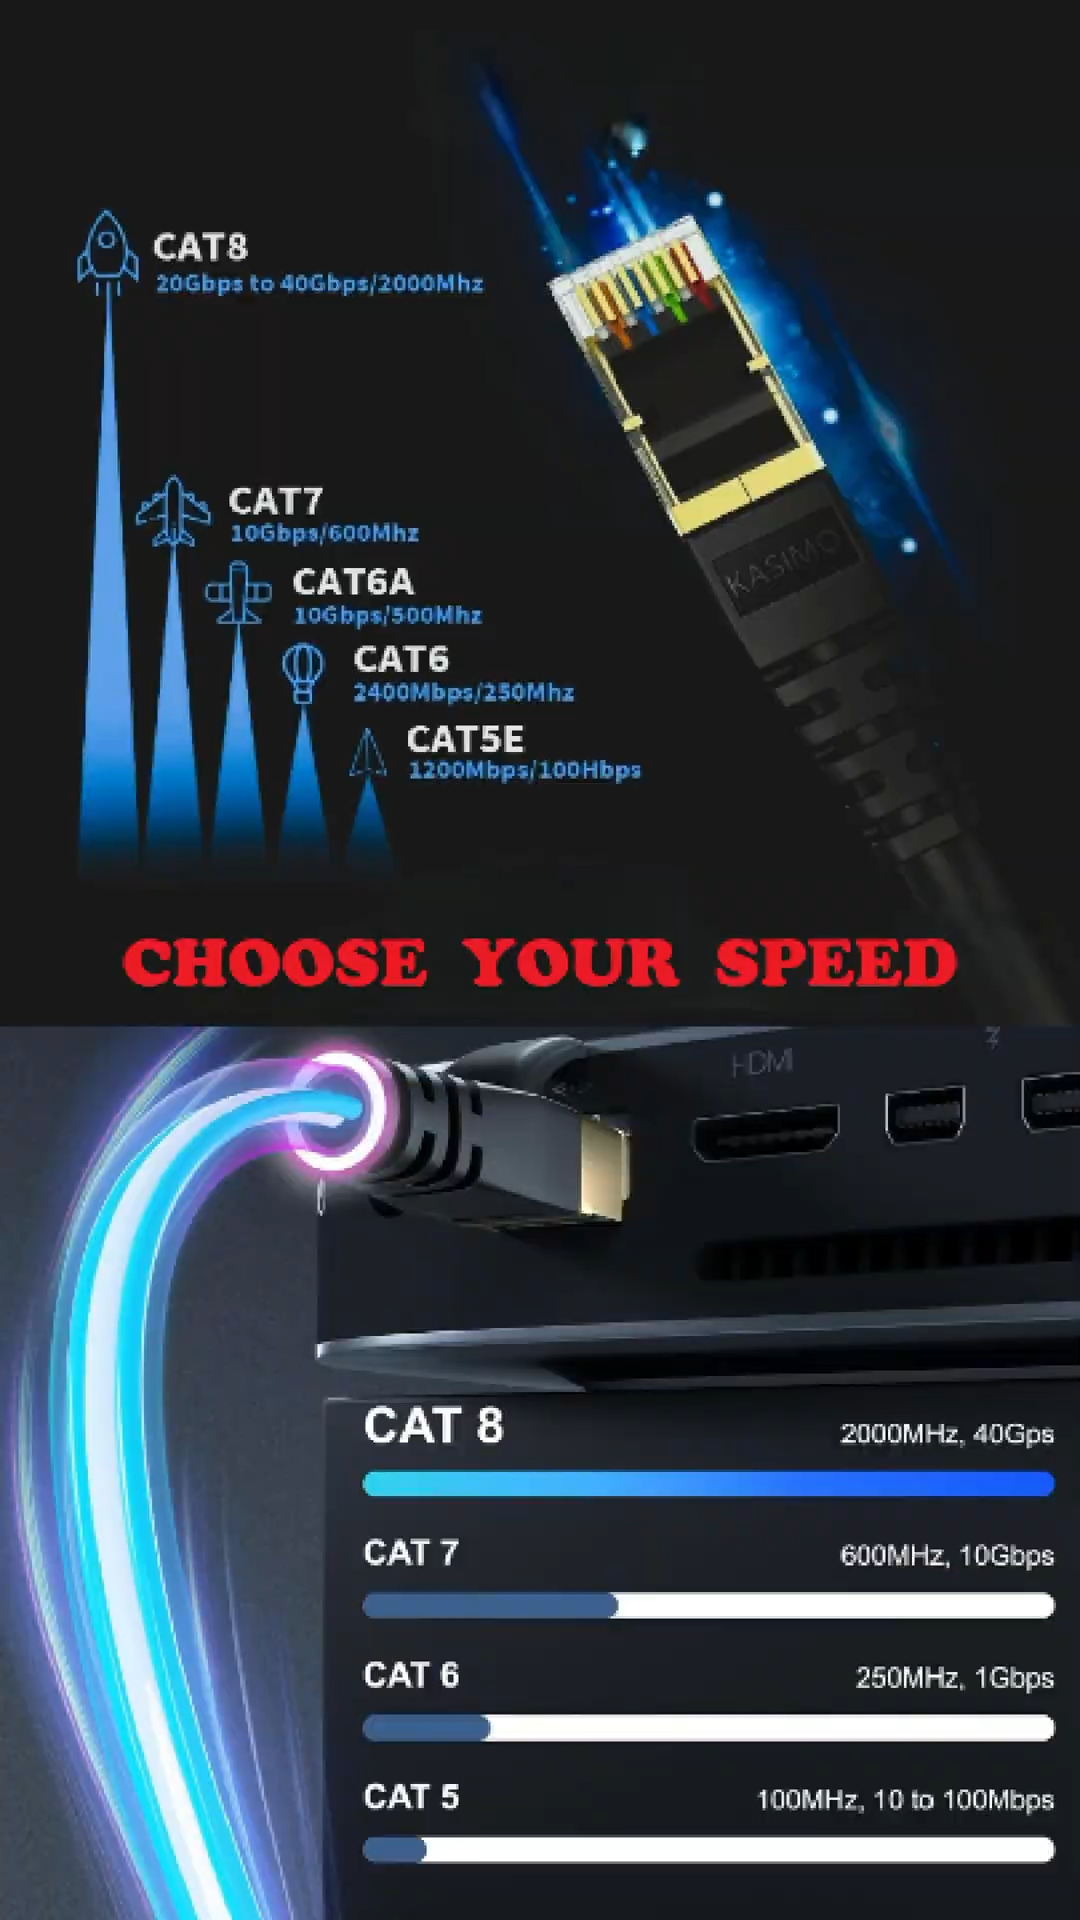 CAT8
20Gbps to 40Gbps/2000Mhz
CAT7
10Gbps/600Mhz
CAT6A
10Gbps/500Mhz
CAT6
2400Mbps/250Mhz
CAT5E
1200Mbps/100Hbps
KASIMO
CHOOSE YOUR SPEED
HDMI
CAT 8
2000MHz, 40Gps
CAT 7
600MHz, 10Gbps
CAT 6
250MHz, 1Gbps
CAT 5
100MHz, 10 to 100Mbps